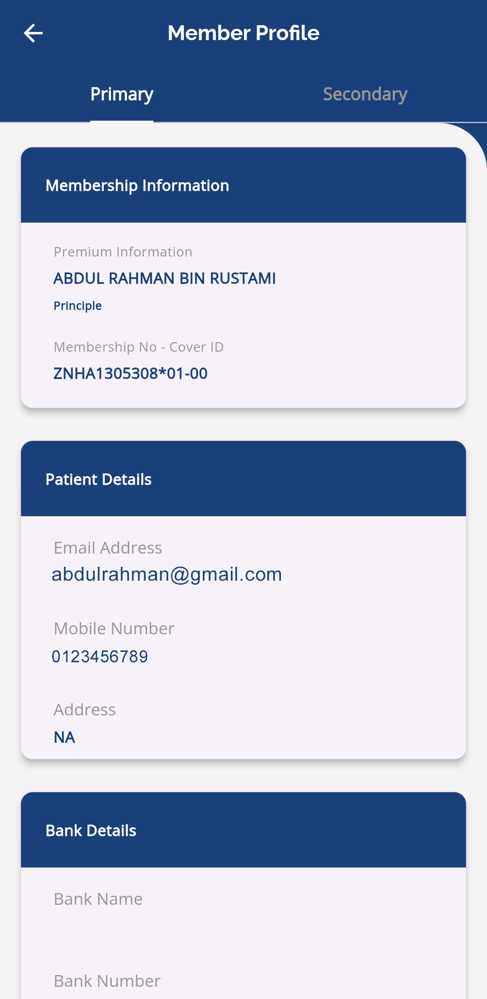 Member Profile
Primary
Secondary
Membership Information
Premium Information
ABDUL RAHMAN BIN RUSTAMI
Principle
Membership No - Cover ID
ZNHA1305308*01-00
Patient Details
Email Address
abdulrahman@gmail.com
Mobile Number
0123456789
Address
NA
Bank Details
Bank Name
Bank Number